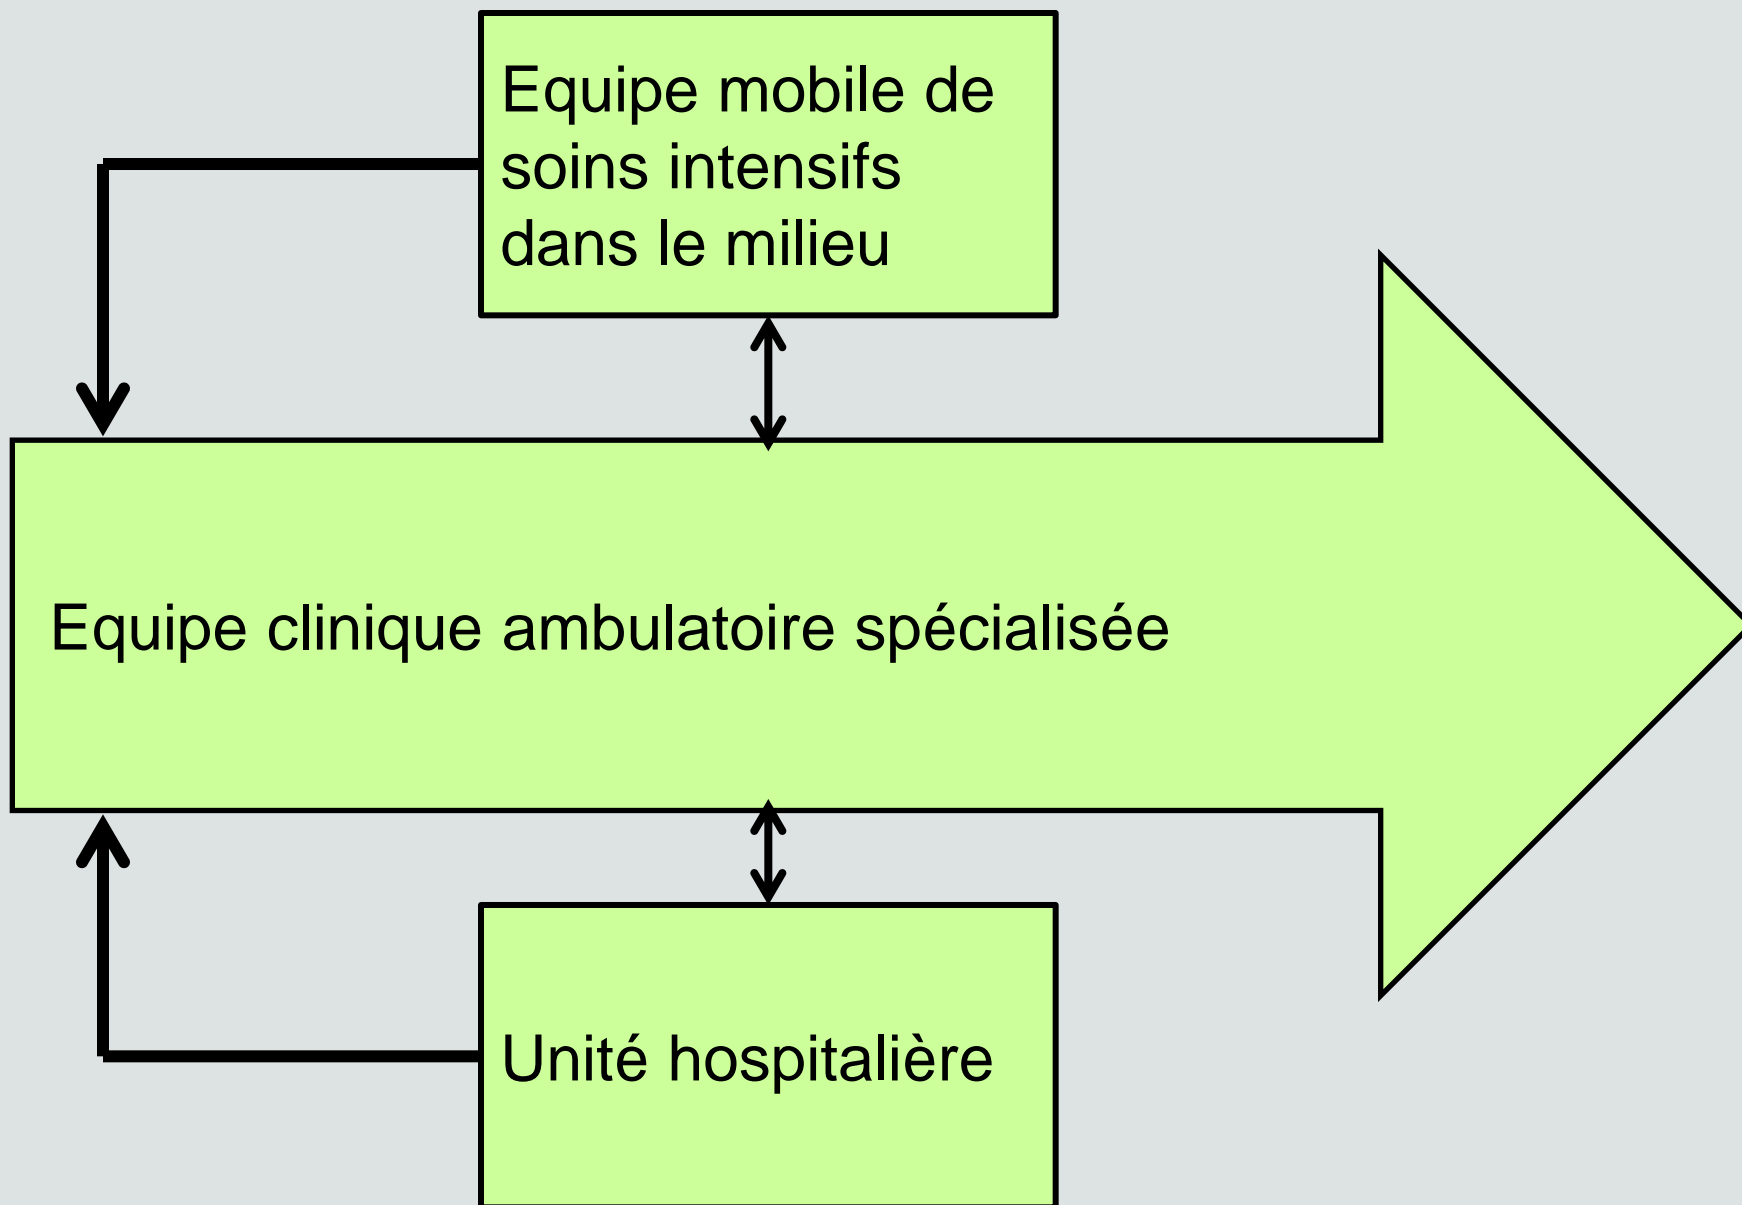 Equipe mobile de
soins intensifs
dans le milieu
Equipe clinique ambulatoire spécialisée
Unité hospitalière